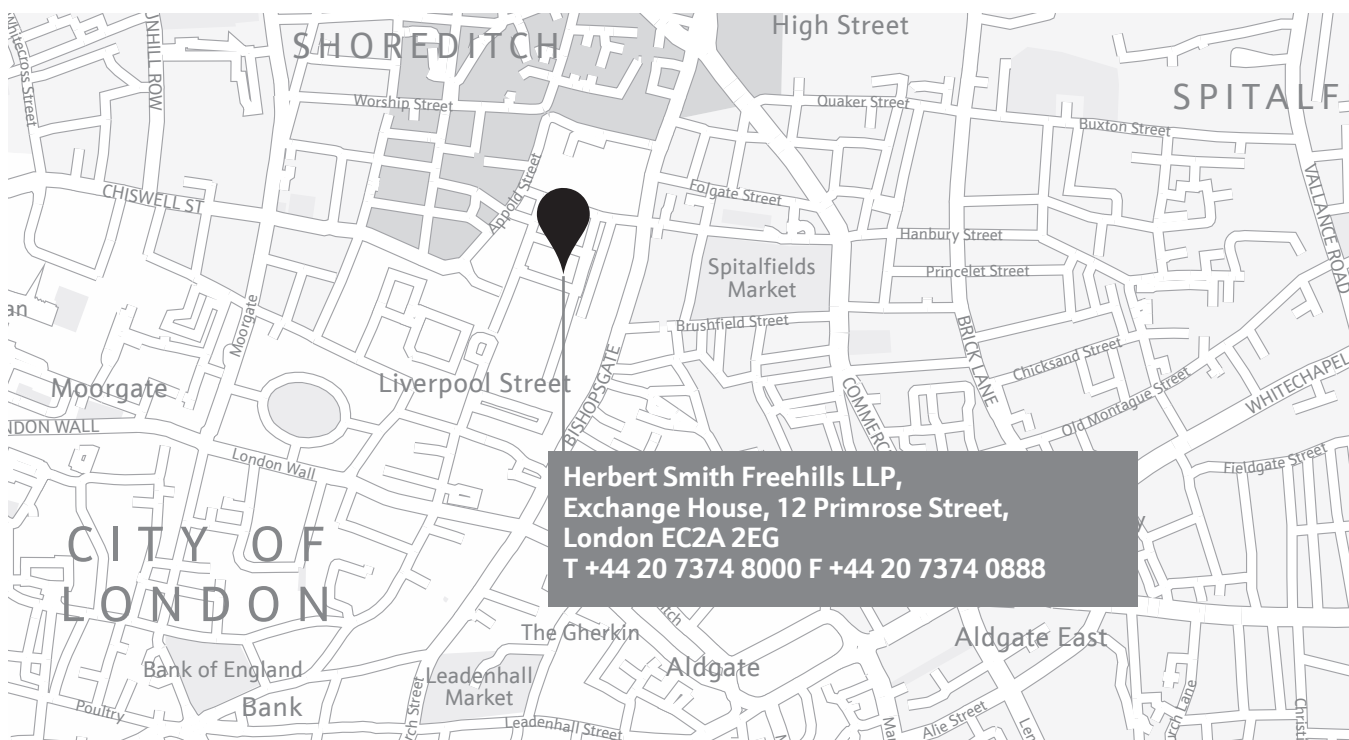 High Street
SHOREDITCH
Whitecross Street
Worship Street
Quaker Street
SPITALF
Buxton Street
CHISWELL ST
Appold Street
Folgate Street
VALLANCE ROAD
Hanbury Street
Spitalfields
Market
Princelet Street
an
Moorgate
Brushfield Street
BRICK LANE
Chicksand Street
Moorgate
Liverpool Street
BISHOPSGATE
COMMERC
Old Montague Street
WHITECHAPEL
NDON WALL
London Wall
Fieldgate Street
Herbert Smith Freehills LLP,
Exchange House, 12 Primrose Street,
London EC2A 2EG
T +44 20 7374 8000 F +44 20 7374 0888
CITY OF
LONDON
The Gherkin
Aldgate East
Aldgate
Bank of England
Leadenhall
Market
Bank
Poultry
Leadenhall Street
Alie Street